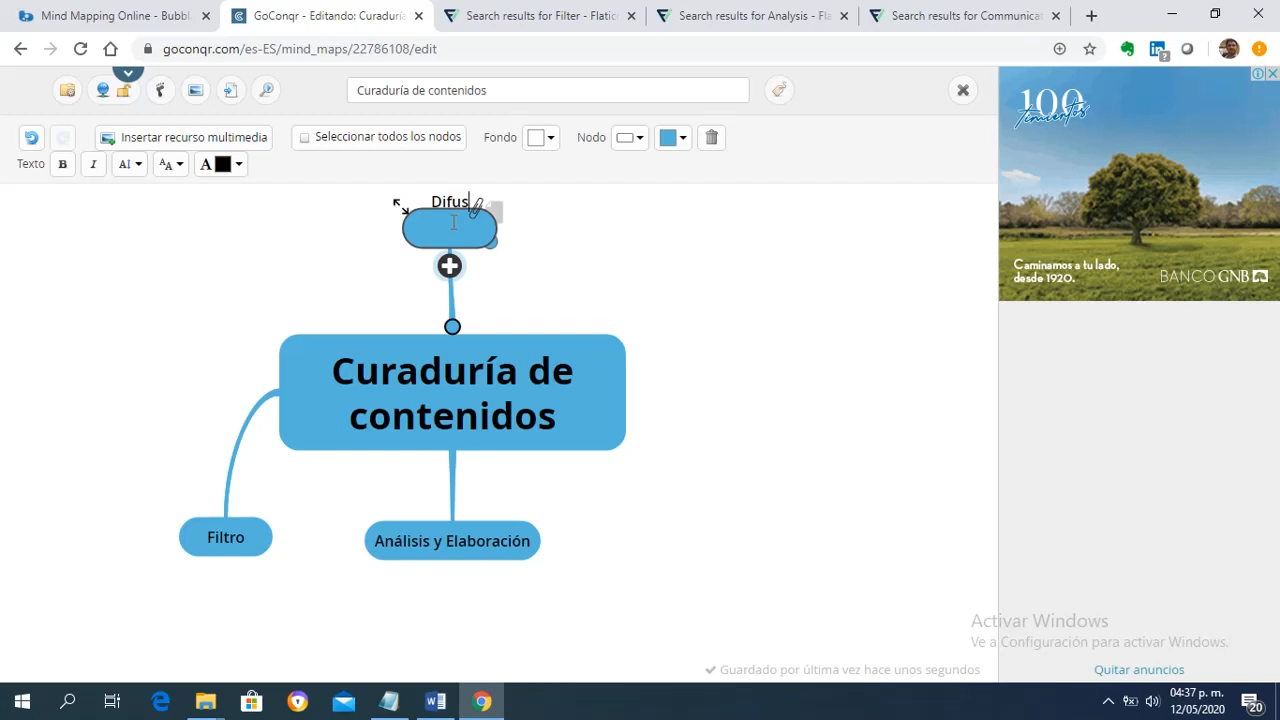 Mind Mapping Online - Bubbl
GoConqr - Editando: Curaduría
Search results for Filter - Flatic
Search results for Analysis - Fla
Search results for Communicat
goconqr.com/es-ES/mind_maps/22786108/edit
Curaduría de contenidos
Insertar recurso multimedia
Seleccionar todos los nodos
Fondo
Nodo
Texto
B
I
AI
AA
A
Difus
Curaduría de
contenidos
Filtro
Análisis y Elaboración
100
Caminamos a tu lado,
desde 1920.
BANCO GNB
Activar Windows
Ve a Configuración para activar Windows.
Guardado por última vez hace unos segundos
Quitar anuncios
04:37 p. m.
12/05/2020
20